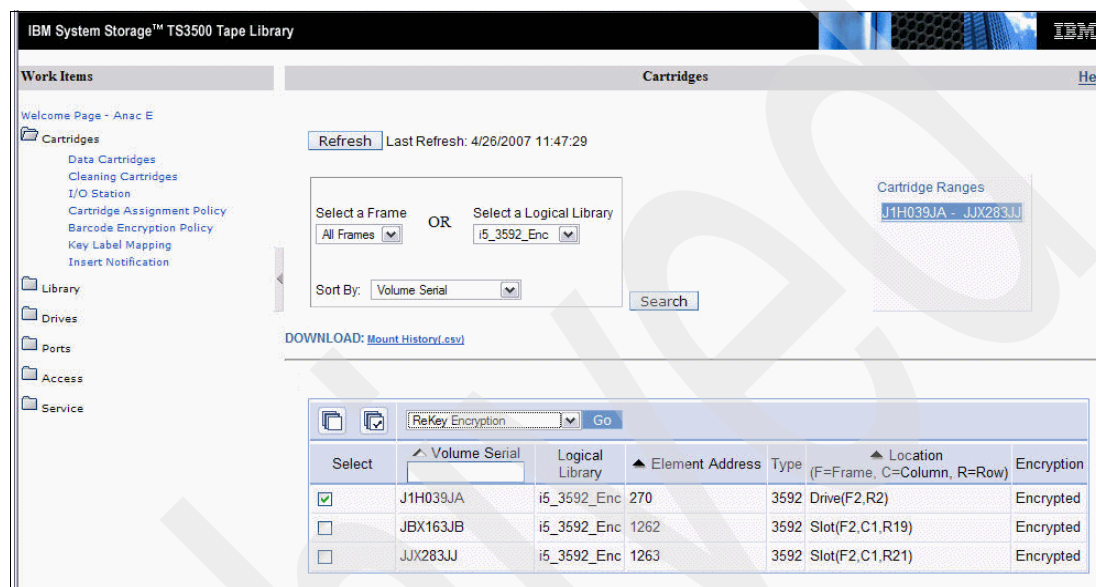 IBM System Storage™ TS3500 Tape Library
IBM
Work Items
Cartridges
He
Welcome Page - Anac E
Cartridges
Data Cartridges
Cleaning Cartridges
I/O Station
Cartridge Assignment Policy
Barcode Encryption Policy
Key Label Mapping
Insert Notification
Library
Drives
Ports
Access
Service
Refresh Last Refresh: 4/26/2007 11:47:29
Select a Frame OR Select a Logical Library
All Frames i5_3592_Enc
Sort By: Volume Serial
Search
Cartridge Ranges
J1H039JA - JJX283JJ
DOWNLOAD: Mount History(.csv)
ReKey Encryption Go
Select Volume Serial Logical Library Element Address Type Location (F=Frame, C=Column, R=Row) Encryption
J1H039JA i5_3592_Enc 270 3592 Drive(F2,R2) Encrypted
JBX163JB i5_3592_Enc 1262 3592 Slot(F2,C1,R19) Encrypted
JJX283JJ i5_3592_Enc 1263 3592 Slot(F2,C1,R21) Encrypted